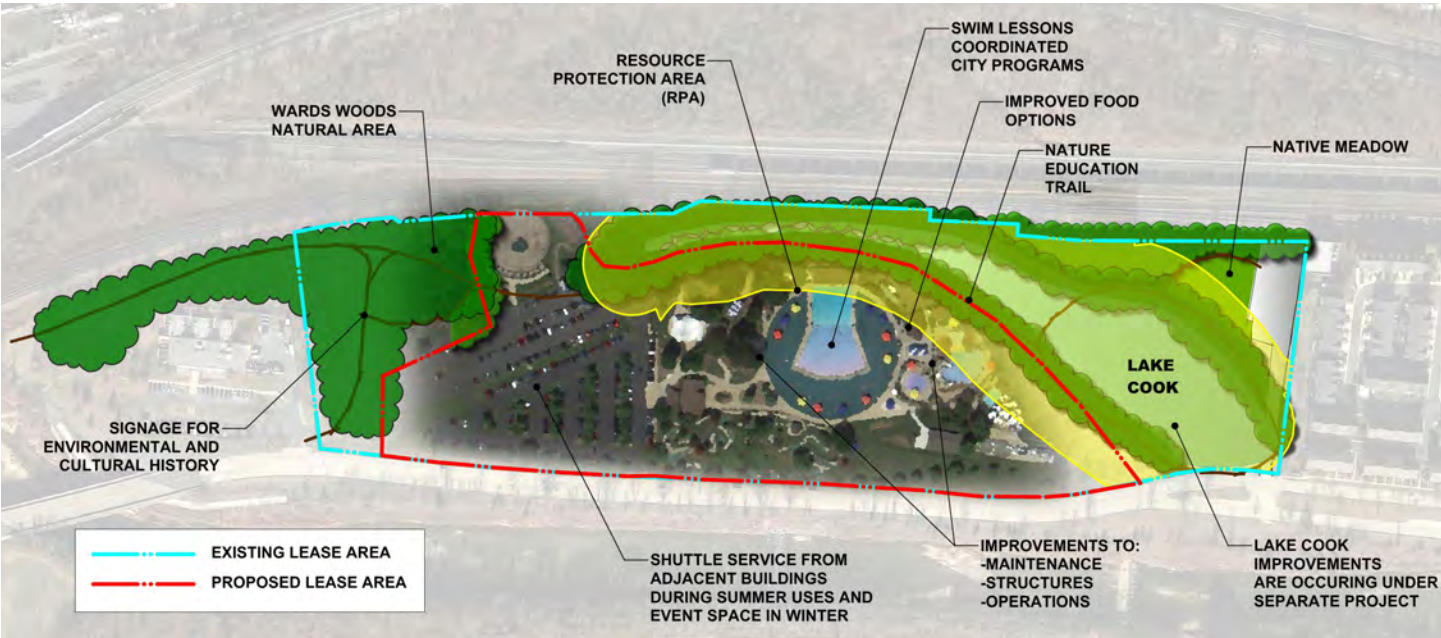 SWIM LESSONS
COORDINATED
CITY PROGRAMS
RESOURCE
PROTECTION AREA
(RPA)
WARDS WOODS
NATURAL AREA
IMPROVED FOOD
OPTIONS
NATURE
EDUCATION
TRAIL
NATIVE MEADOW
LAKE
COOK
SIGNAGE FOR
ENVIRONMENTAL AND
CULTURAL HISTORY
EXISTING LEASE AREA
PROPOSED LEASE AREA
SHUTTLE SERVICE FROM
ADJACENT BUILDINGS
DURING SUMMER USES AND
EVENT SPACE IN WINTER
IMPROVEMENTS TO:
-MAINTENANCE
-STRUCTURES
-OPERATIONS
LAKE COOK
IMPROVEMENTS
ARE OCCURING UNDER
SEPARATE PROJECT